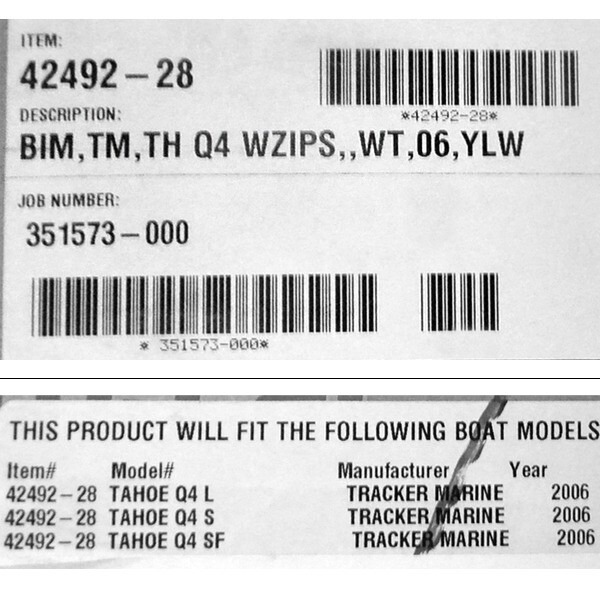 ITEM:
42492-28
*42492-28*
DESCRIPTION:
BIM,TM,TH Q4 WZIPS,,WT,06,YLW
JOB NUMBER:
351573-000
* 351573-000*
THIS PRODUCT WILL FIT THE FOLLOWING BOAT MODELS
Item# Model# Manufacturer Year
42492-28 TAHOE Q4 L TRACKER MARINE 2006
42492-28 TAHOE Q4 S TRACKER MARINE 2006
42492-28 TAHOE Q4 SF TRACKER MARINE 2006